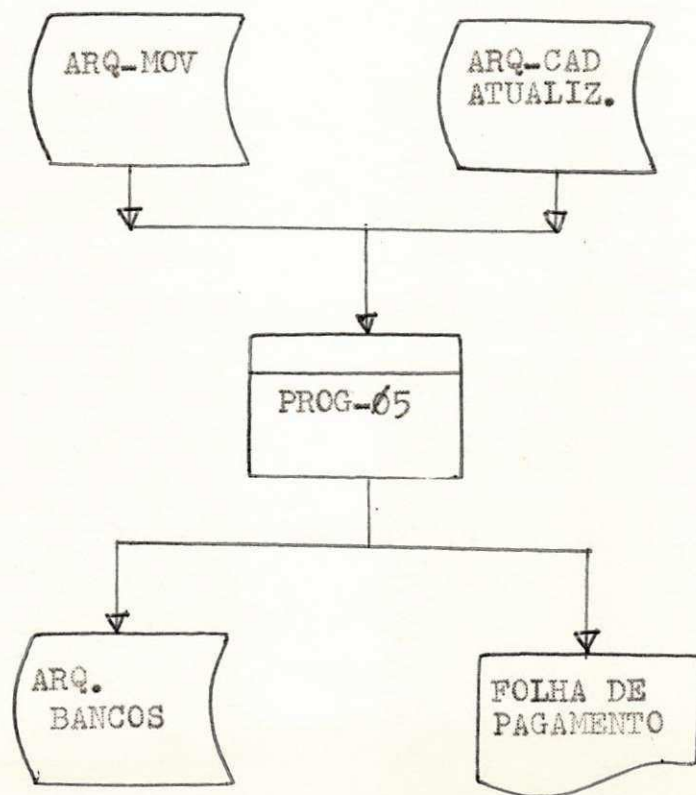 ARQ-MOV
ARQ-CAD
ATUALIZ.
PROG-Ø5
ARQ.
BANCOS
FOLHA DE
PAGAMENTO